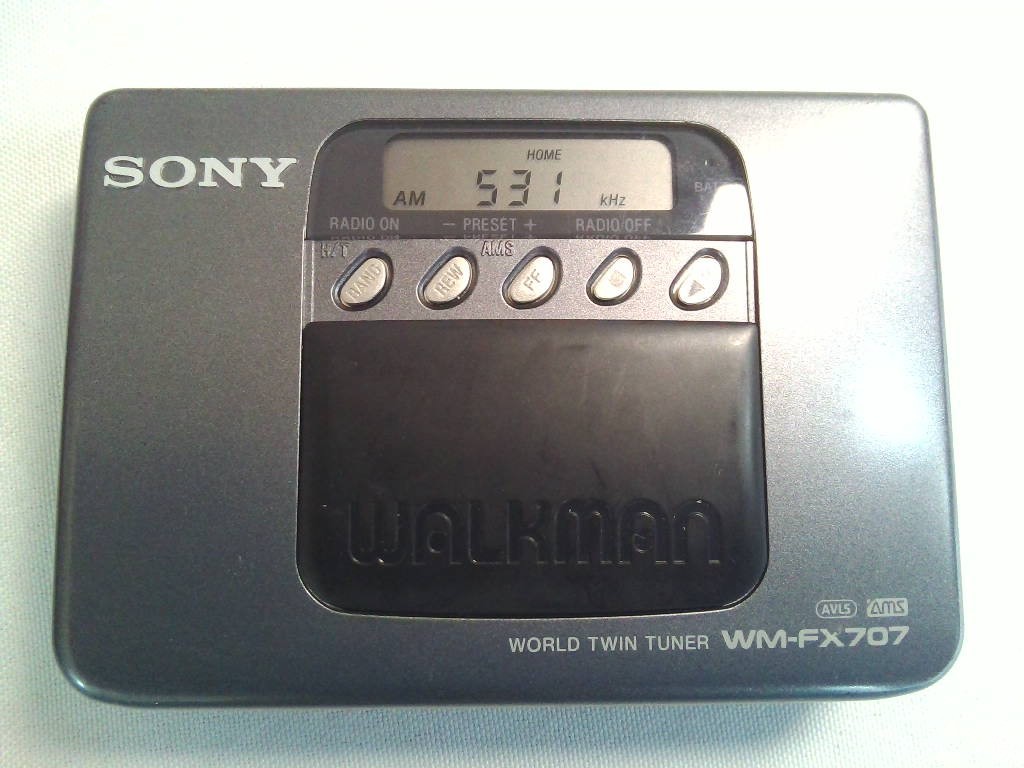 SONY
HOME
AM 531 kHz
BATT
RADIO ON − PRESET + RADIO OFF
AMS
BAND REW FF
WALKMAN
AVLS AMS
WORLD TWIN TUNER WM-FX707